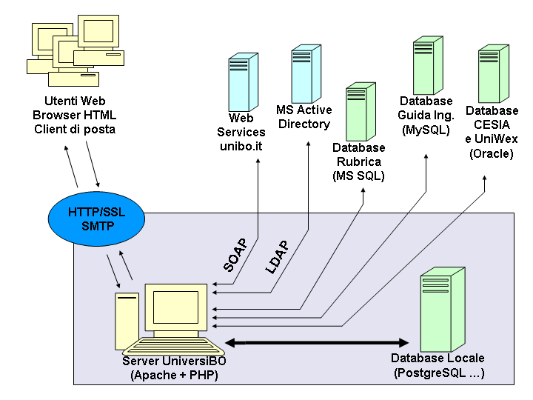 Utenti Web
Browser HTML
Client di posta
Web
Services
unibo.it
MS Active
Directory
Database
Rubrica
(MS SQL)
Database
Guida Ing.
(MySQL)
Database
CESIA
e UniWex
(Oracle)
HTTP/SSL
SMTP
SOAP
LDAP
Server UniversiBO
(Apache + PHP)
Database Locale
(PostgreSQL ...)